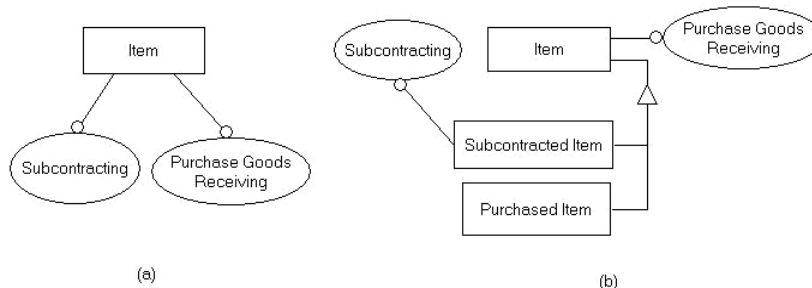 Item
Subcontracting
Purchase Goods
Receiving
(a)
Subcontracting
Item
Purchase Goods
Receiving
Subcontracted Item
Purchased Item
(b)